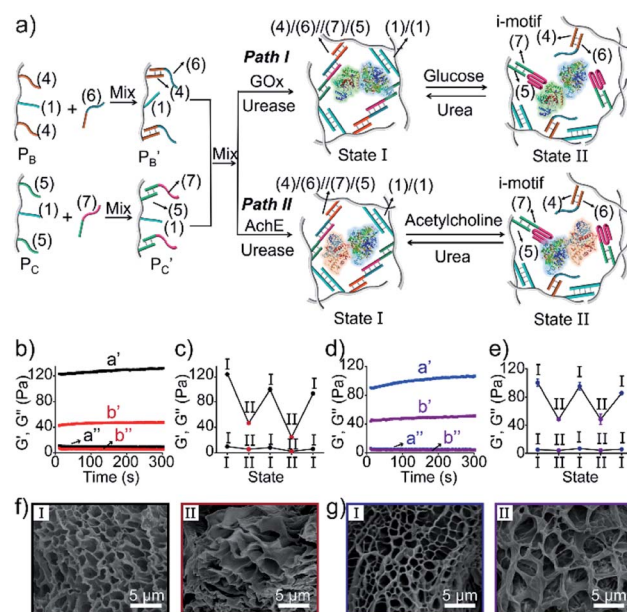 a)
(4)/(6)//(7)/(5) (1)/(1)
i-motif
(4)
(6)
(7)
(5)
Path I
GOx
Urease
Glucose
Urea
State I
State II
(4)
(1)
(4)
+
(6)
Mix
(6)
(4)
(1)
P_B
P_B'
Mix
(5)
(1)
(5)
+
(7)
Mix
(7)
(5)
(1)
P_C
P_C'
(4)/(6)//(7)/(5) (1)/(1)
i-motif
(4)
(6)
(7)
(5)
Path II
AchE
Urease
Acetylcholine
Urea
State I
State II
b)
G', G'' (Pa)
120
80
40
0
a'
b'
a''
b''
0 100 200 300
Time (s)
c)
G', G'' (Pa)
120
80
40
0
I I I
II II
I II I II I
I II I II I
State
d)
G', G'' (Pa)
120
80
40
0
a'
b'
a''
b''
0 100 200 300
Time (s)
e)
G', G'' (Pa)
120
80
40
0
I I I
II II
I II I II I
I II I II I
State
f)
I
5 µm
II
5 µm
g)
I
5 µm
II
5 µm